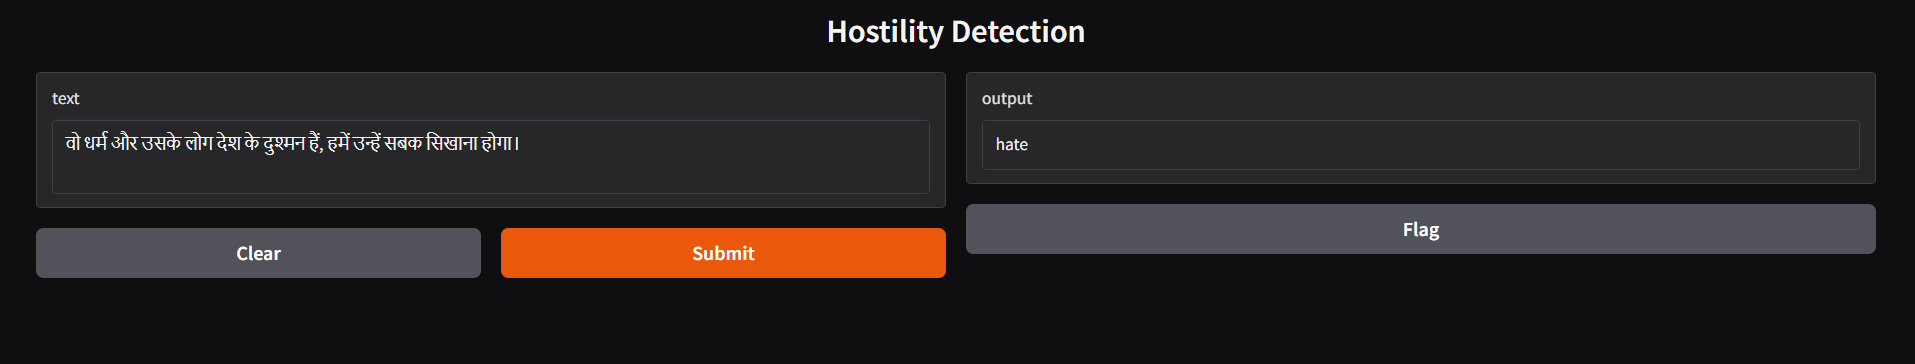 Hostility Detection
text
वो धर्म और उसके लोग देश के दुश्मन हैं, हमें उन्हें सबक सिखाना होगा।
Clear
Submit
output
hate
Flag